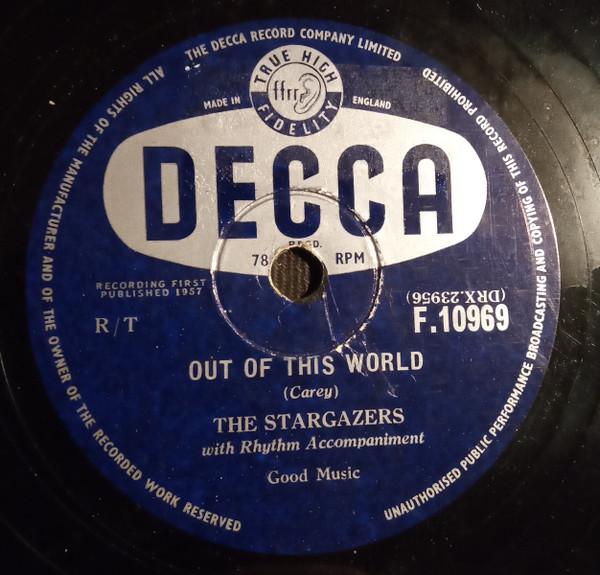 THE DECCA RECORD COMPANY LIMITED
ALL RIGHTS OF THE MANUFACTURER AND OF THE OWNER OF THE RECORDED WORK RESERVED
UNAUTHORISED PUBLIC PERFORMANCE BROADCASTING AND COPYING OF THIS RECORD PROHIBITED
TRUE HIGH
ffrr
FIDELITY
MADE IN ENGLAND
DECCA
REGD.
78 RPM
RECORDING FIRST
PUBLISHED 1957
(DRX.23956)
R/T
F.10969
OUT OF THIS WORLD
(Carey)
THE STARGAZERS
with Rhythm Accompaniment
Good Music